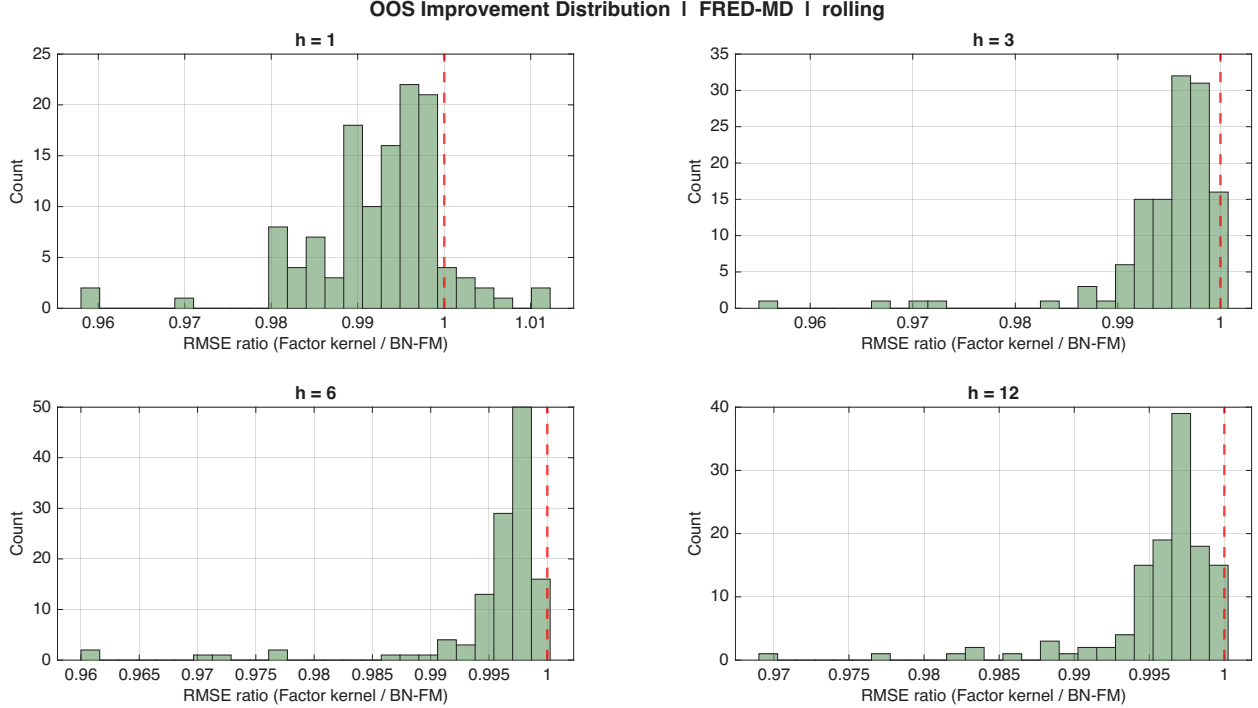 OOS Improvement Distribution | FRED-MD | rolling
h = 1
25
20
15
10
5
0
Count
0.96 0.97 0.98 0.99 1 1.01
RMSE ratio (Factor kernel / BN-FM)
h = 3
35
30
25
20
15
10
5
0
Count
0.96 0.97 0.98 0.99 1
RMSE ratio (Factor kernel / BN-FM)
h = 6
50
40
30
20
10
0
Count
0.96 0.965 0.97 0.975 0.98 0.985 0.99 0.995 1
RMSE ratio (Factor kernel / BN-FM)
h = 12
40
30
20
10
0
Count
0.97 0.975 0.98 0.985 0.99 0.995 1
RMSE ratio (Factor kernel / BN-FM)